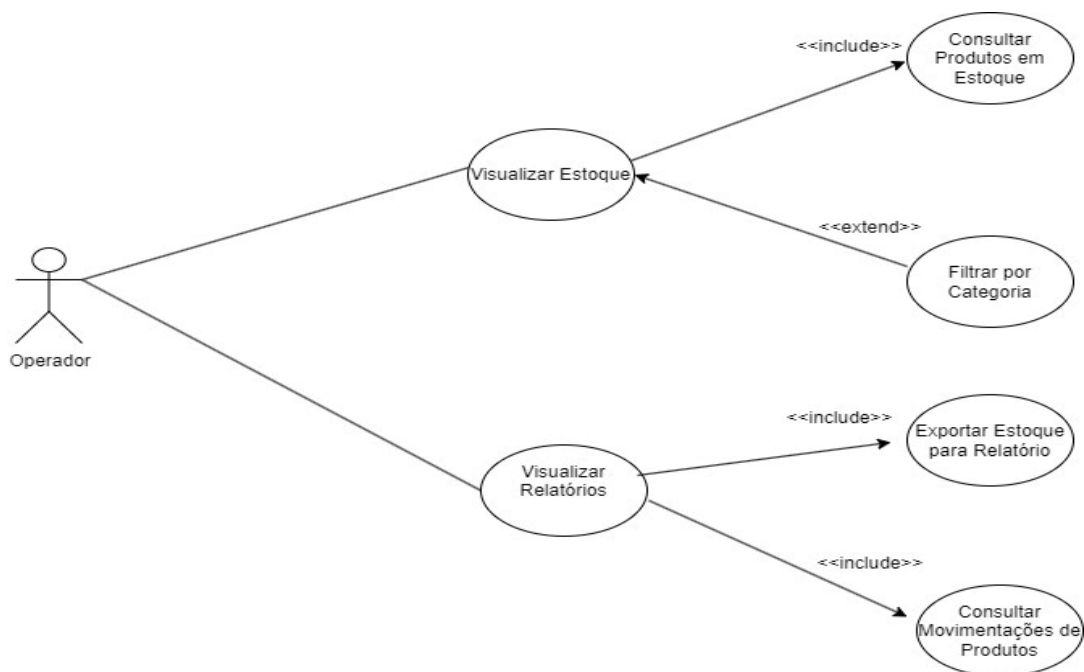 <<include>>
Consultar
Produtos em
Estoque
Visualizar Estoque
<<extend>>
Filtrar por
Categoria
Operador
<<include>>
Exportar Estoque
para Relatório
Visualizar
Relatórios
<<include>>
Consultar
Movimentações de
Produtos